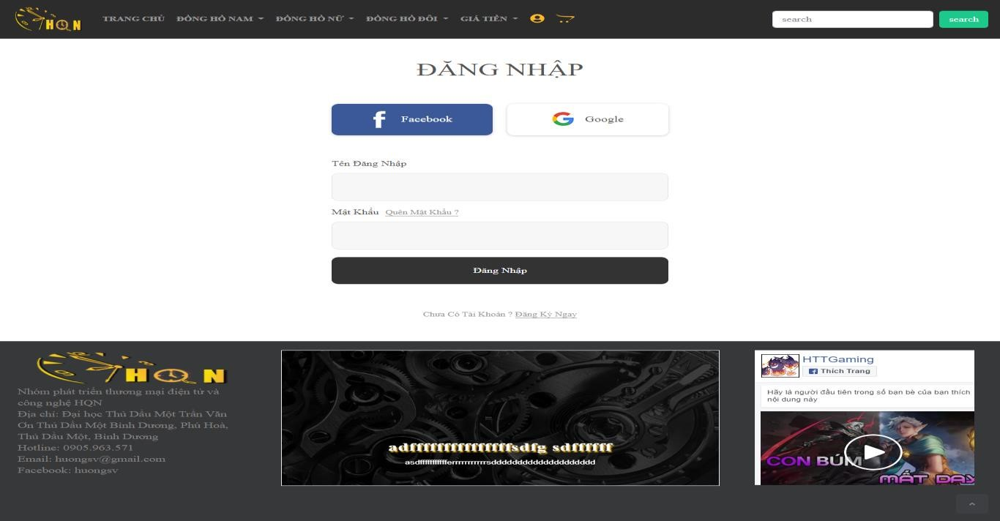 HQN
TRANG CHỦ ĐỒNG HỒ NAM ĐỒNG HỒ NỮ ĐỒNG HỒ ĐÔI GIÁ TIỀN
search search
ĐĂNG NHẬP
Facebook Google
Tên Đăng Nhập
Mật Khẩu Quên Mật Khẩu ?
Đăng Nhập
Chưa Có Tài Khoản ? Đăng Ký Ngay
HQN
Nhóm phát triển thương mại điện tử và
công nghệ HQN
Địa chỉ: Đại học Thủ Dầu Một Trần Văn
Ơn Thủ Dầu Một Bình Dương, Phú Hoà,
Thủ Dầu Một, Bình Dương
Hotline: 0905.963.571
Email: huongsv@gmail.com
Facebook: huongsv
HTTGaming
Thích Trang
Hãy là người đầu tiên trong số bạn bè của bạn thích
nội dung này
CON BÚM
MẤT DẠY